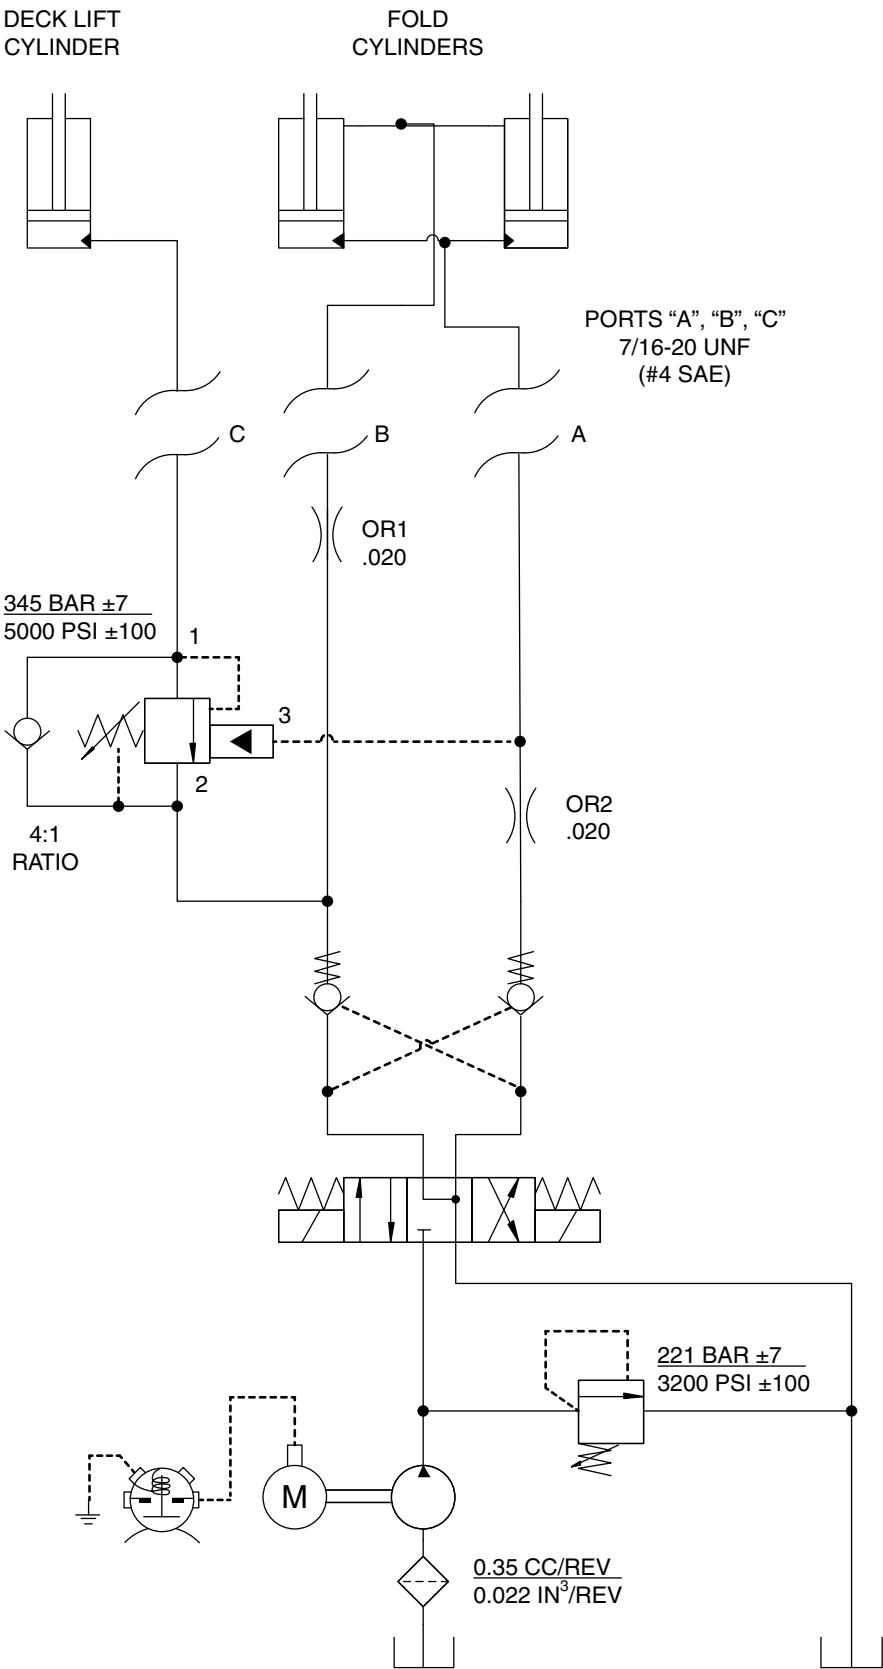 DECK LIFT
CYLINDER
FOLD
CYLINDERS
PORTS “A”, “B”, “C”
7/16-20 UNF
(#4 SAE)
C
B
A
OR1
.020
345 BAR ±7
5000 PSI ±100
1
3
2
4:1
RATIO
OR2
.020
221 BAR ±7
3200 PSI ±100
M
0.35 CC/REV
0.022 IN³/REV